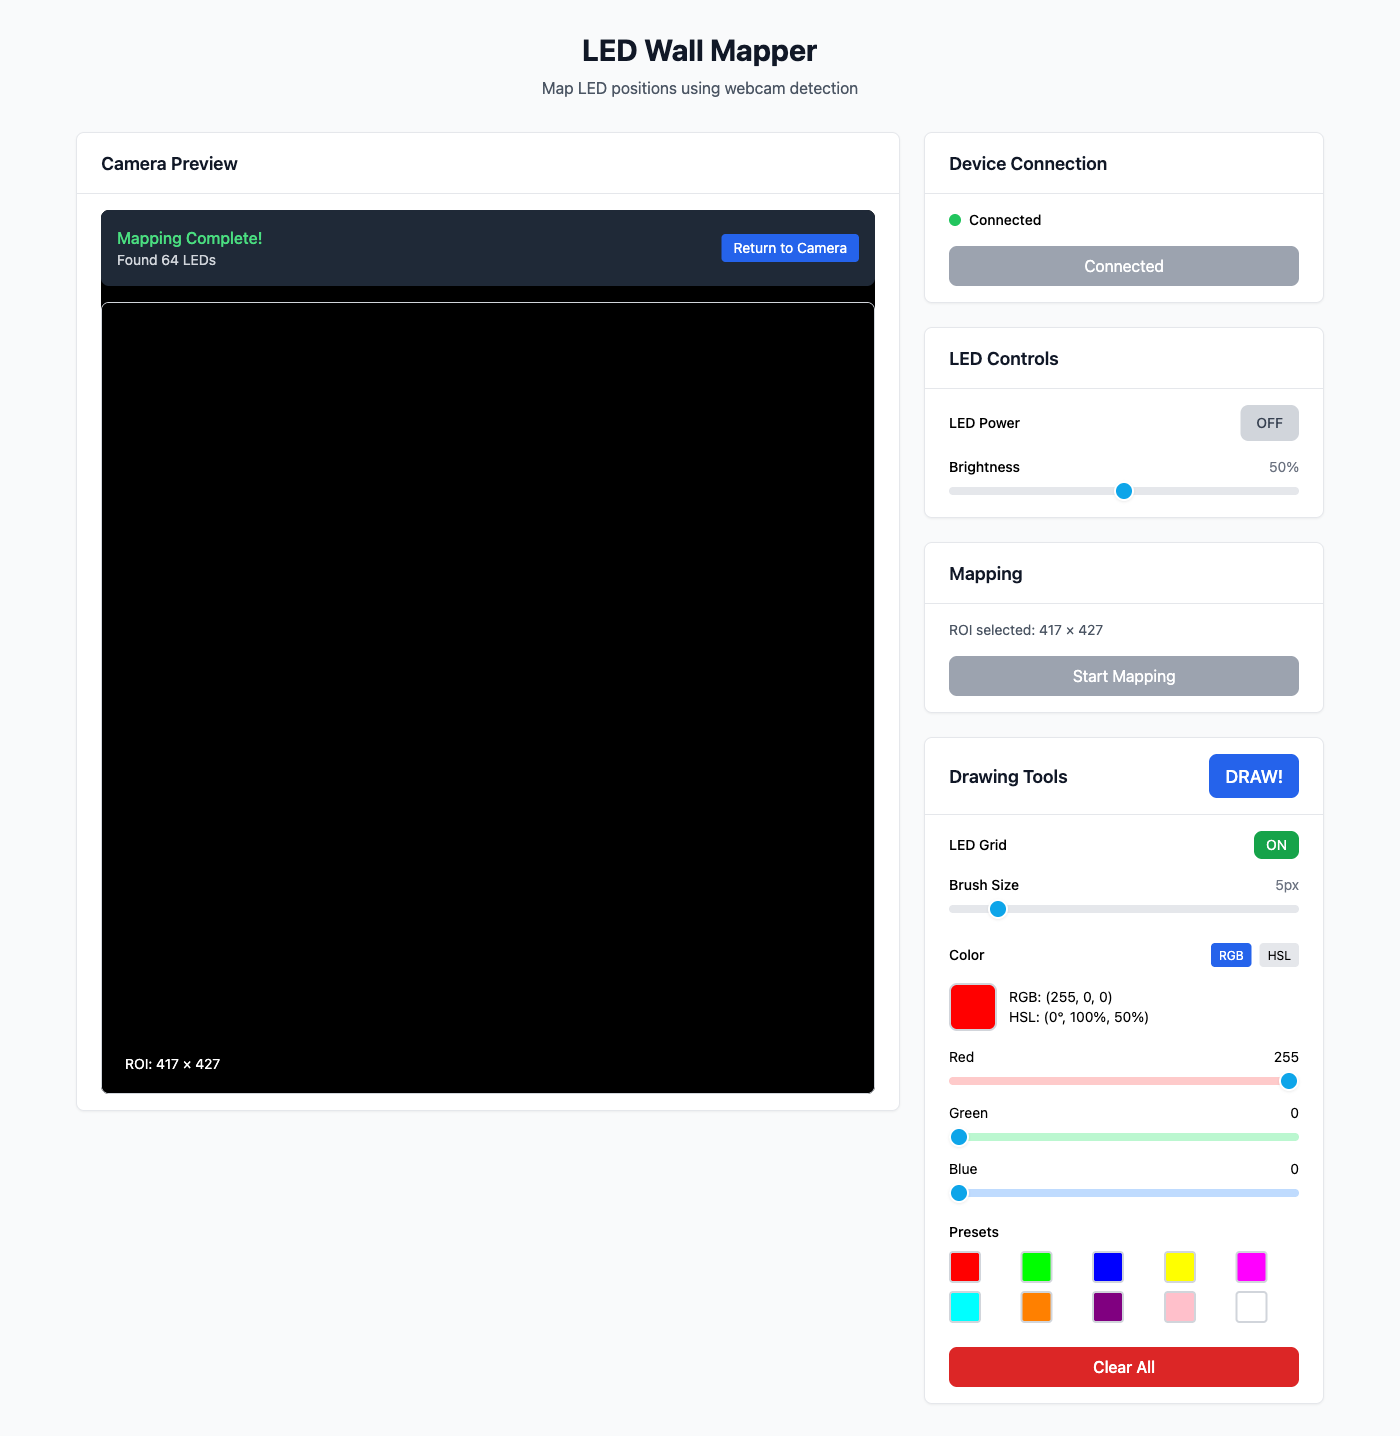 LED Wall Mapper
Map LED positions using webcam detection
Camera Preview
Mapping Complete!
Found 64 LEDs
Return to Camera
ROI: 417 × 427
Device Connection
Connected
Connected
LED Controls
LED Power
OFF
Brightness
50%
Mapping
ROI selected: 417 × 427
Start Mapping
Drawing Tools
DRAW!
LED Grid
ON
Brush Size
5px
Color
RGB
HSL
RGB: (255, 0, 0)
HSL: (0°, 100%, 50%)
Red
255
Green
0
Blue
0
Presets
Clear All